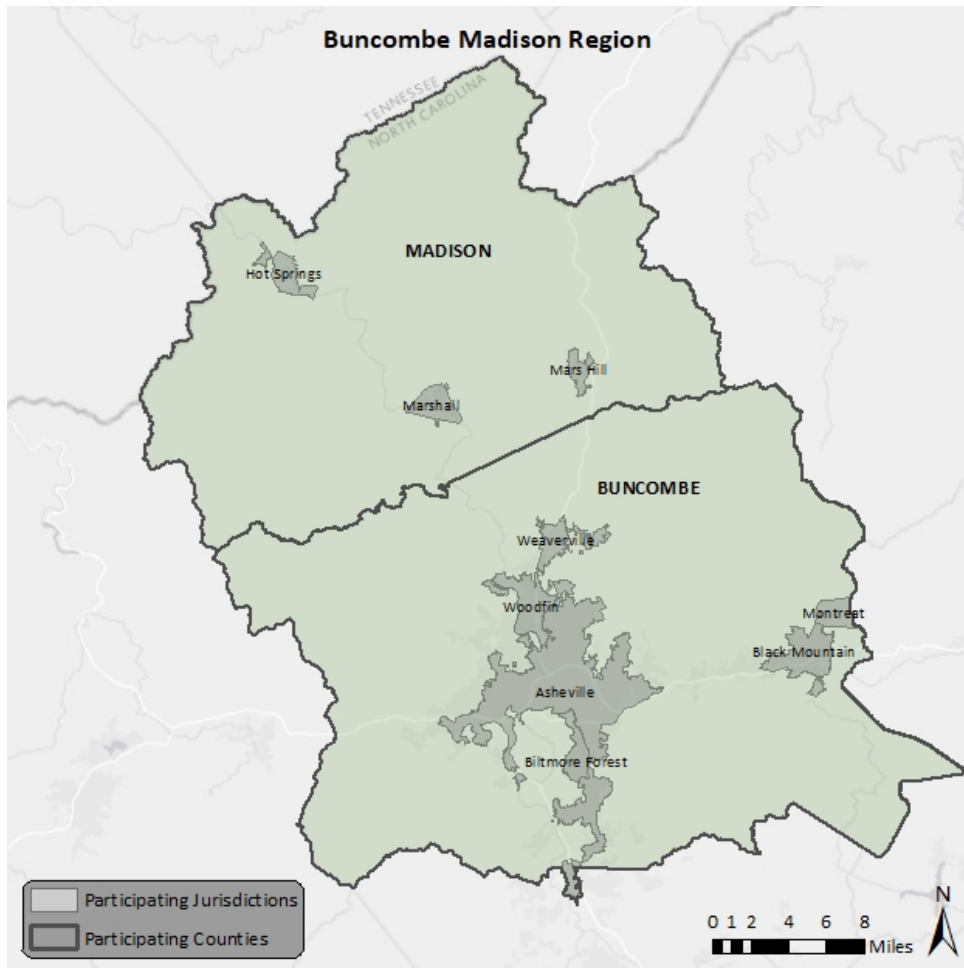 Buncombe Madison Region
TENNESSEE
NORTH CAROLINA
MADISON
Hot Springs
Mars Hill
Marshall
BUNCOMBE
Weaverville
Woodfin
Montreat
Black Mountain
Asheville
Biltmore Forest
Participating Jurisdictions
Participating Counties
N
0 1 2 4 6 8
Miles